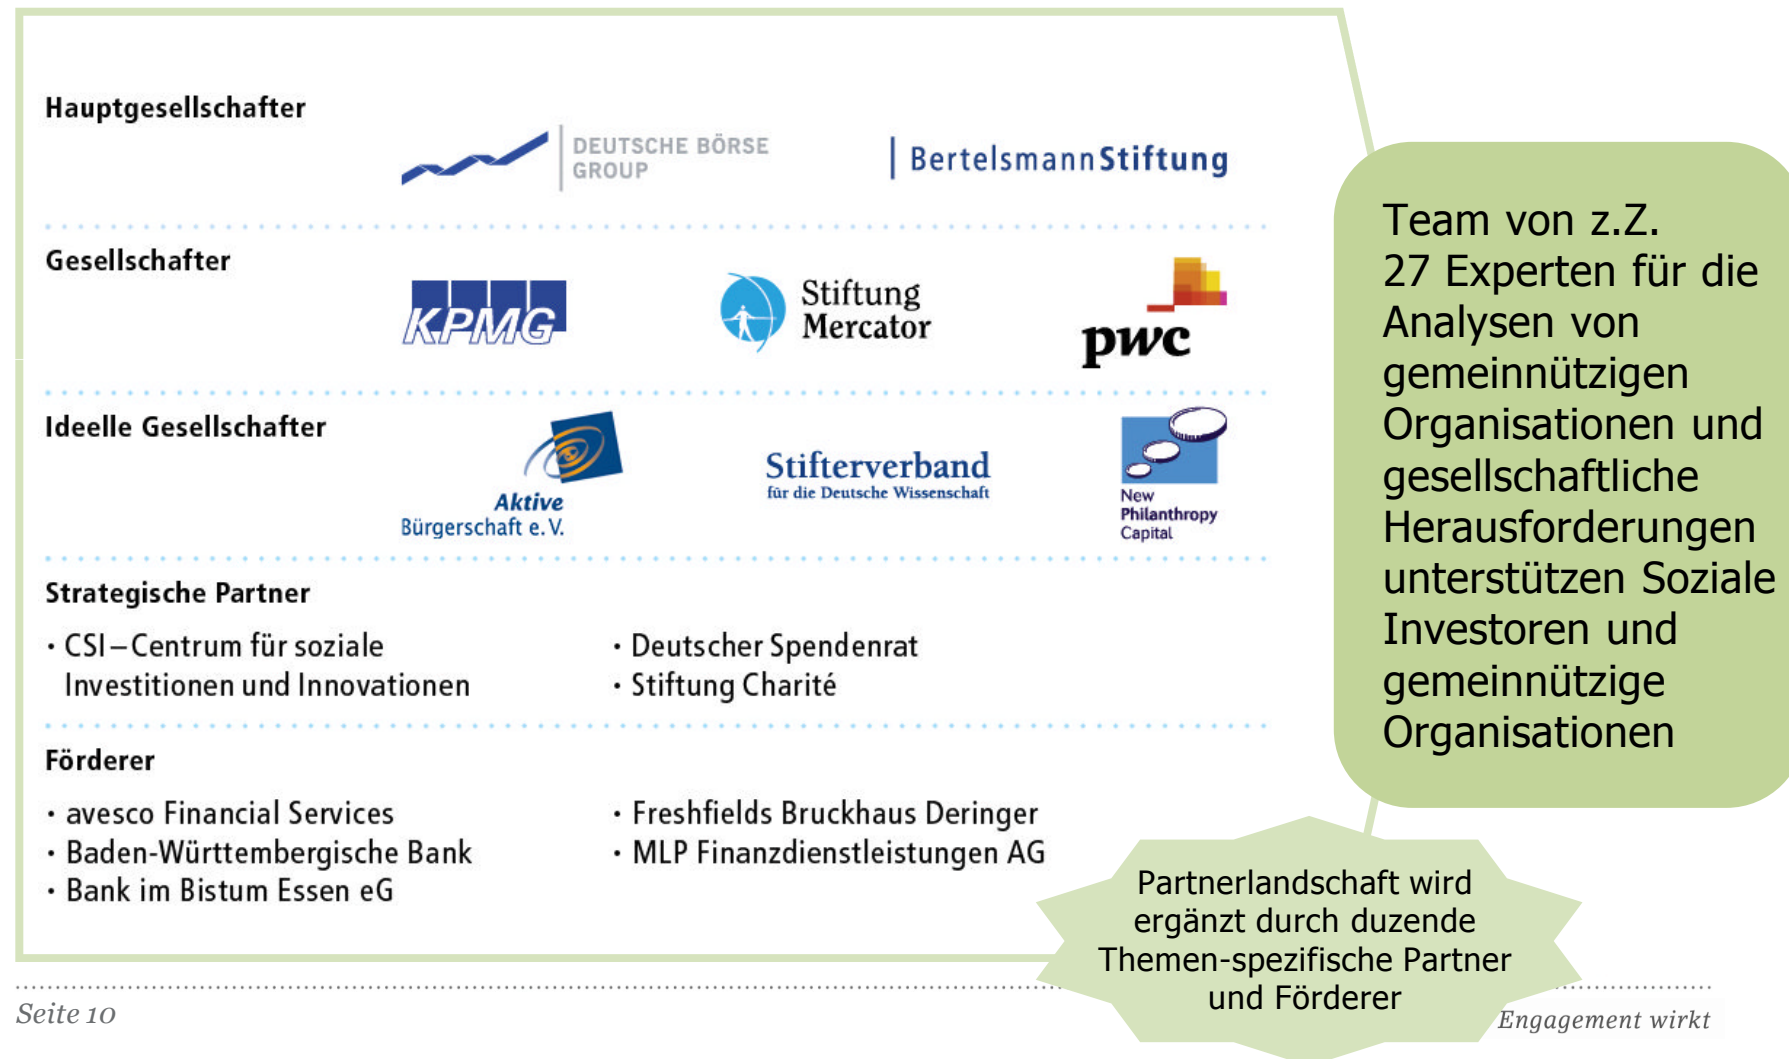 Hauptgesellschafter
DEUTSCHE BÖRSE
GROUP
BertelsmannStiftung
Gesellschafter
KPMG
Stiftung
Mercator
pwc
Ideelle Gesellschafter
Aktive
Bürgerschaft e. V.
Stifterverband
für die Deutsche Wissenschaft
New
Philanthropy
Capital
Strategische Partner
· CSI – Centrum für soziale
Investitionen und Innovationen
· Deutscher Spendenrat
· Stiftung Charité
Förderer
· avesco Financial Services
· Baden-Württembergische Bank
· Bank im Bistum Essen eG
· Freshfields Bruckhaus Deringer
· MLP Finanzdienstleistungen AG
Team von z.Z.
27 Experten für die
Analysen von
gemeinnützigen
Organisationen und
gesellschaftliche
Herausforderungen
unterstützen Soziale
Investoren und
gemeinnützige
Organisationen
Partnerlandschaft wird
ergänzt durch duzende
Themen-spezifische Partner
und Förderer
Seite 10
Engagement wirkt